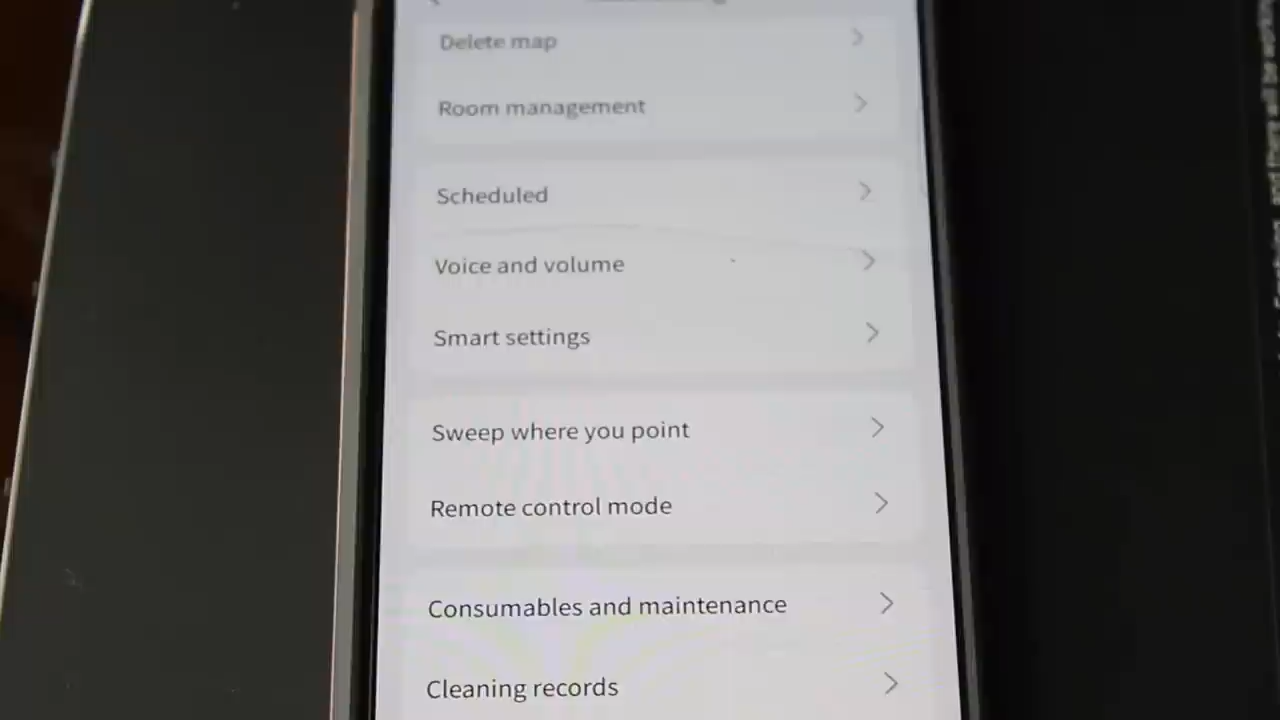 Delete map
Room management
Scheduled
Voice and volume
Smart settings
Sweep where you point
Remote control mode
Consumables and maintenance
Cleaning records